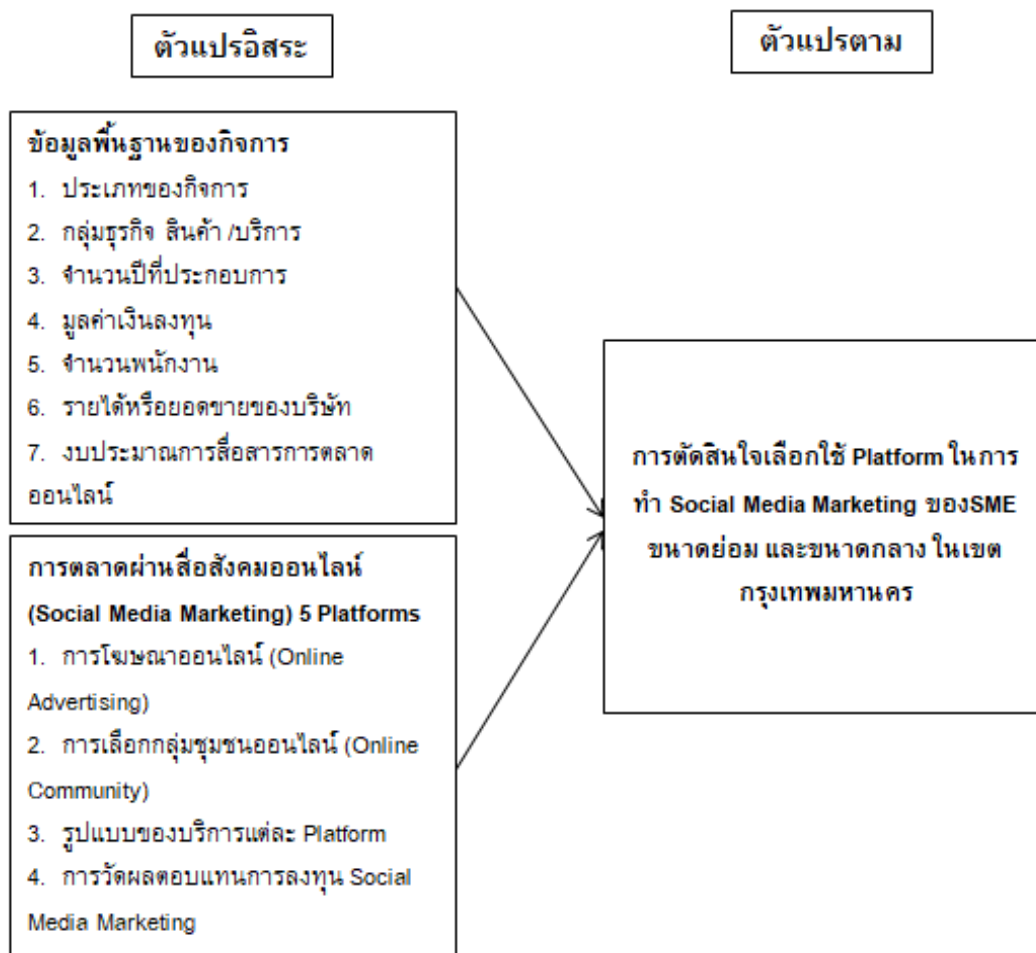 ตัวแปรอิสระ
ตัวแปรตาม
ข้อมูลพื้นฐานของกิจการ
1. ประเภทของกิจการ
2. กลุ่มธุรกิจ สินค้า /บริการ
3. จำนวนปีที่ประกอบการ
4. มูลค่าเงินลงทุน
5. จำนวนพนักงาน
6. รายได้หรือยอดขายของบริษัท
7. งบประมาณการสื่อสารการตลาด
ออนไลน์
การตลาดผ่านสื่อสังคมออนไลน์
(Social Media Marketing) 5 Platforms
1. การโฆษณาออนไลน์ (Online
Advertising)
2. การเลือกกลุ่มชุมชนออนไลน์ (Online
Community)
3. รูปแบบของบริการแต่ละ Platform
4. การวัดผลตอบแทนการลงทุน Social
Media Marketing
การตัดสินใจเลือกใช้ Platform ในการ
ทำ Social Media Marketing ของSME
ขนาดย่อม และขนาดกลาง ในเขต
กรุงเทพมหานคร